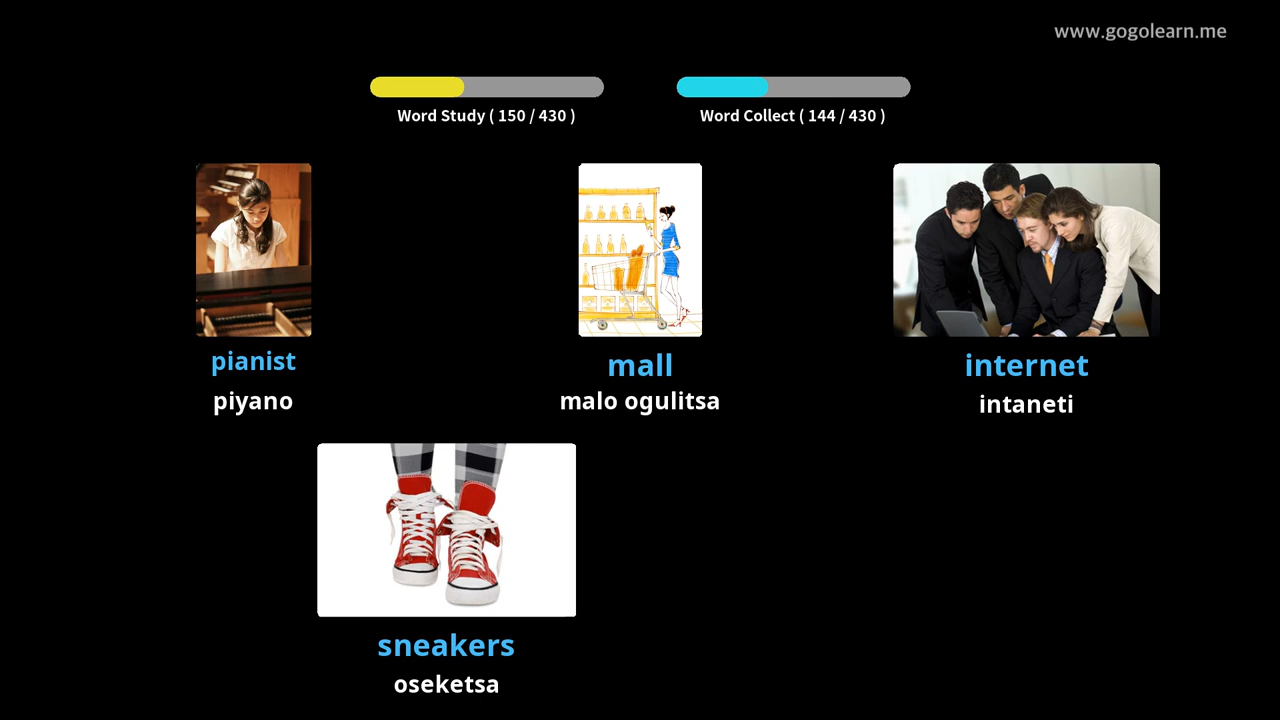 www.gogolearn.me
Word Study ( 150 / 430 )
Word Collect ( 144 / 430 )
pianist
piyano
mall
malo ogulitsa
internet
intaneti
sneakers
oseketsa